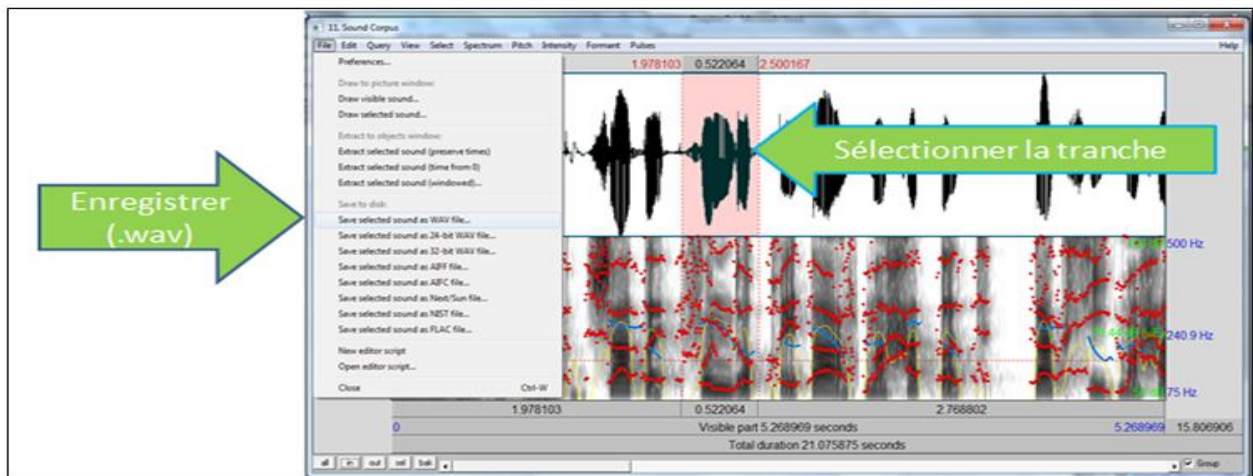 11. Sound Corpus
File Edit Query View Select Spectrum Pitch Intensity Formant Pulses Help
Preferences...
1.978103 0.522064 2.500167
Draw to picture window:
Draw visible sound...
Draw selected sound...
Extract to objects window:
Extract selected sound (preserve times)
Extract selected sound (time from 0)
Extract selected sound (windowed)...
Sélectionner la tranche
Save to disk:
Enregistrer
(.wav)
Save selected sound as WAV file...
Save selected sound as 24-bit WAV file...
Save selected sound as 32-bit WAV file...
Save selected sound as AIFF file...
Save selected sound as AIFC file...
Save selected sound as Next/Sun file...
Save selected sound as NIST file...
Save selected sound as FLAC file...
500 Hz
240.9 Hz
75 Hz
New editor script
Open editor script...
Close Ctrl-W
1.978103 0.522064 2.768802
0 Visible part 5.268969 seconds 5.268969 15.806906
Total duration 21.075875 seconds
all in out sel bak Group